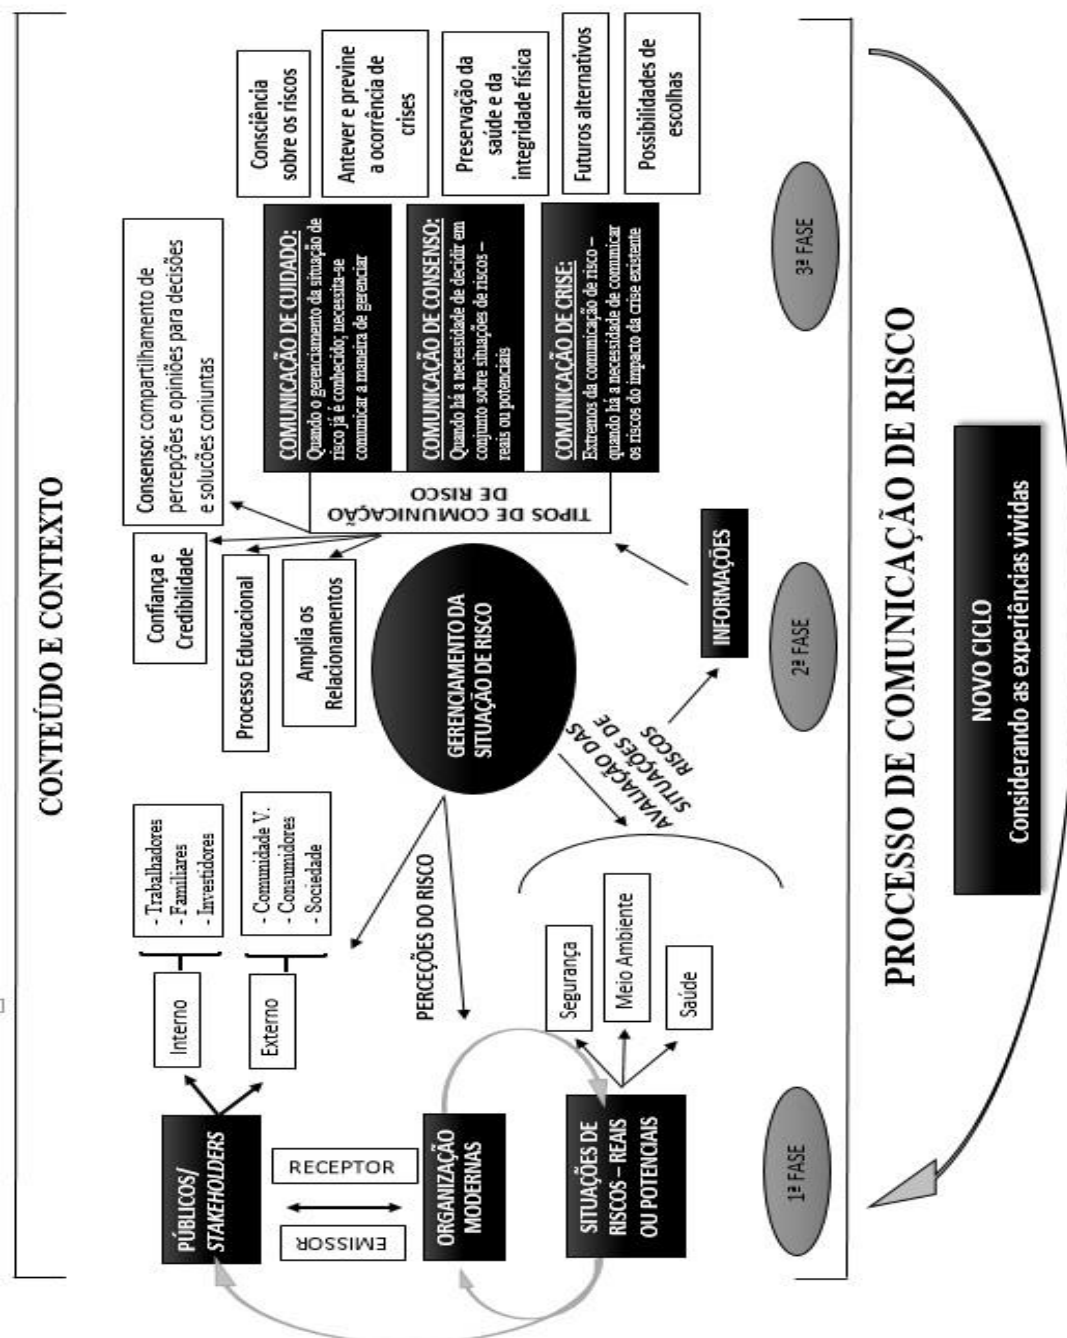 CONTEÚDO E CONTEXTO
PÚBLICOS/
STAKEHOLDERS
Interno
Externo
- Trabalhadores
- Familiares
- Investidores
- Comunidade V.
- Consumidores
- Sociedade
EMISSOR
RECEPTOR
ORGANIZAÇÃO
MODERNAS
SITUAÇÕES DE
RISCOS – REAIS
OU POTENCIAIS
Segurança
Meio Ambiente
Saúde
1ª FASE
PERCEÇÕES DO RISCO
GERENCIAMENTO DA
SITUAÇÃO DE RISCO
AVALIAÇÃO DAS
SITUAÇÕES DE
RISCOS
INFORMAÇÕES
Confiança e
Credibilidade
Processo Educacional
Amplia os
Relacionamentos
2ª FASE
Consenso: compartilhamento de
percepções e opiniões para decisões
e soluções conjuntas
TIPOS DE COMUNICAÇÃO
DE RISCO
COMUNICAÇÃO DE CUIDADO:
Quando o gerenciamento da situação de
risco já é conhecido; necessita-se
comunicar a maneira de gerenciar
COMUNICAÇÃO DE CONSENSO:
Quando há a necessidade de decidir em
conjunto sobre situações de riscos –
reais ou potenciais
COMUNICAÇÃO DE CRISE:
Extremos da comunicação de risco –
quando há a necessidade de comunicar
os riscos do impacto da crise existente
Consciência
sobre os riscos
Antever e previne
a ocorrência de
crises
Preservação da
saúde e da
integridade física
Futuros alternativos
Possibilidades de
escolhas
3ª FASE
PROCESSO DE COMUNICAÇÃO DE RISCO
NOVO CICLO
Considerando as experiências vividas